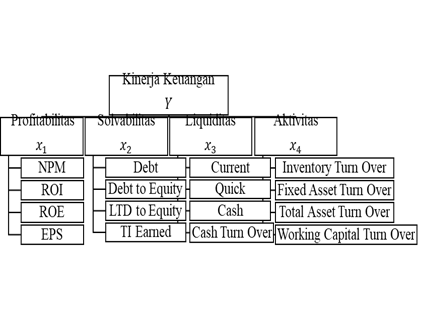 Kinerja Keuangan
Y
Profitabilitas Solvabilitas Liquiditas Aktivitas
x1 x2 x3 x4
NPM Debt Current Inventory Turn Over
ROI Debt to Equity Quick Fixed Asset Turn Over
ROE LTD to Equity Cash Total Asset Turn Over
EPS TI Earned Cash Turn Over Working Capital Turn Over